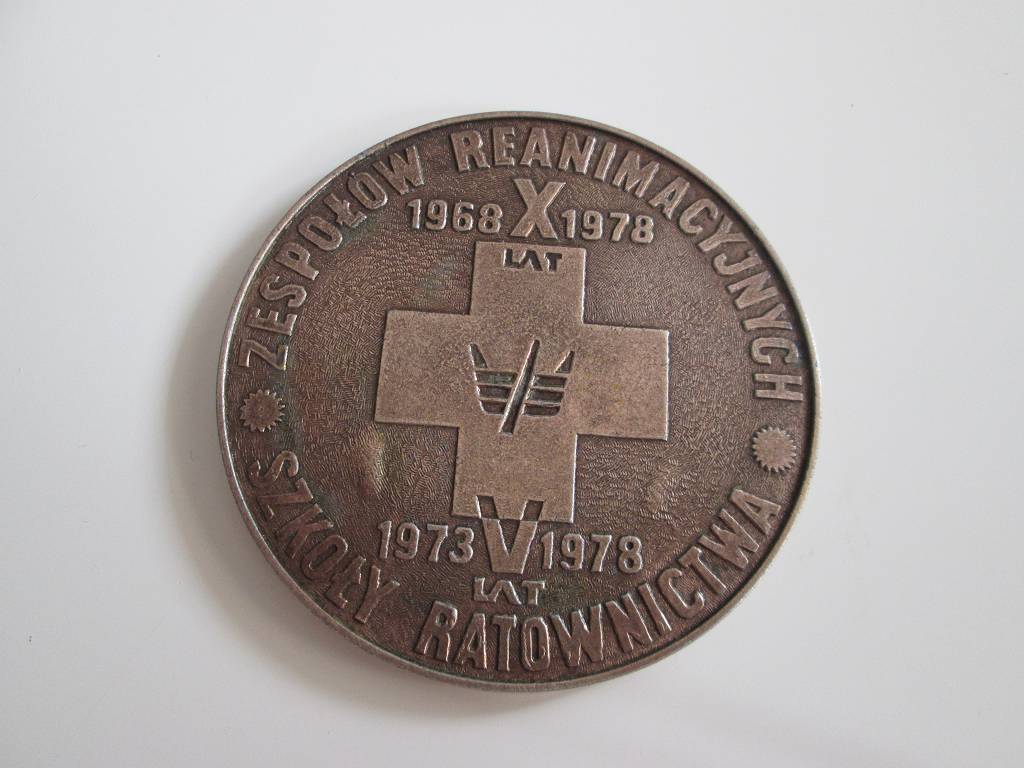 ZESPOŁÓW REANIMACYJNYCH
1968 X 1978
LAT
1973 V 1978
LAT
SZKOŁY RATOWNICTWA